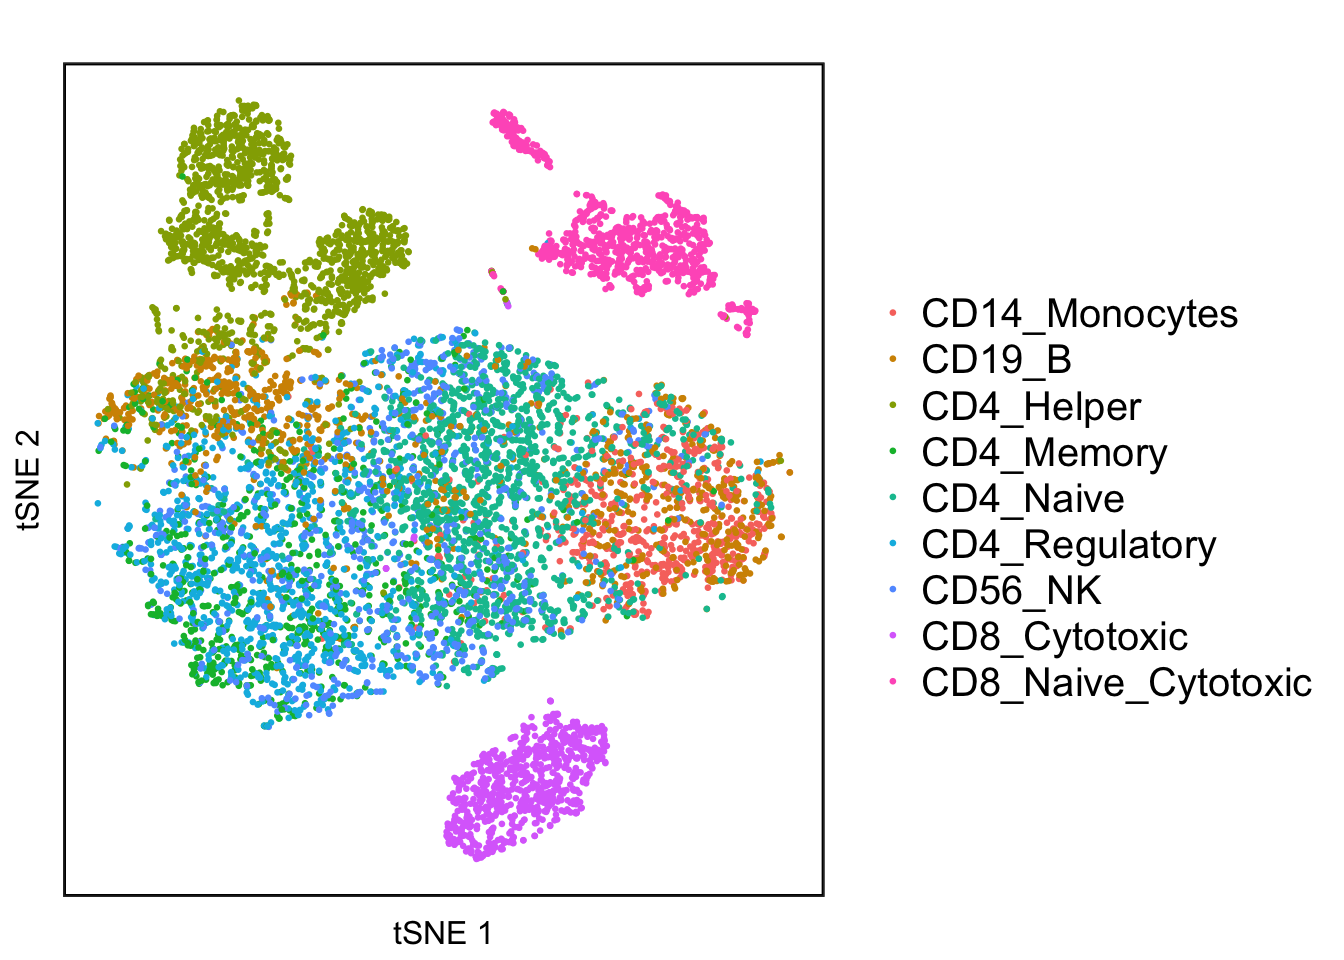 tSNE 2
tSNE 1
CD14_Monocytes
CD19_B
CD4_Helper
CD4_Memory
CD4_Naive
CD4_Regulatory
CD56_NK
CD8_Cytotoxic
CD8_Naive_Cytotoxic